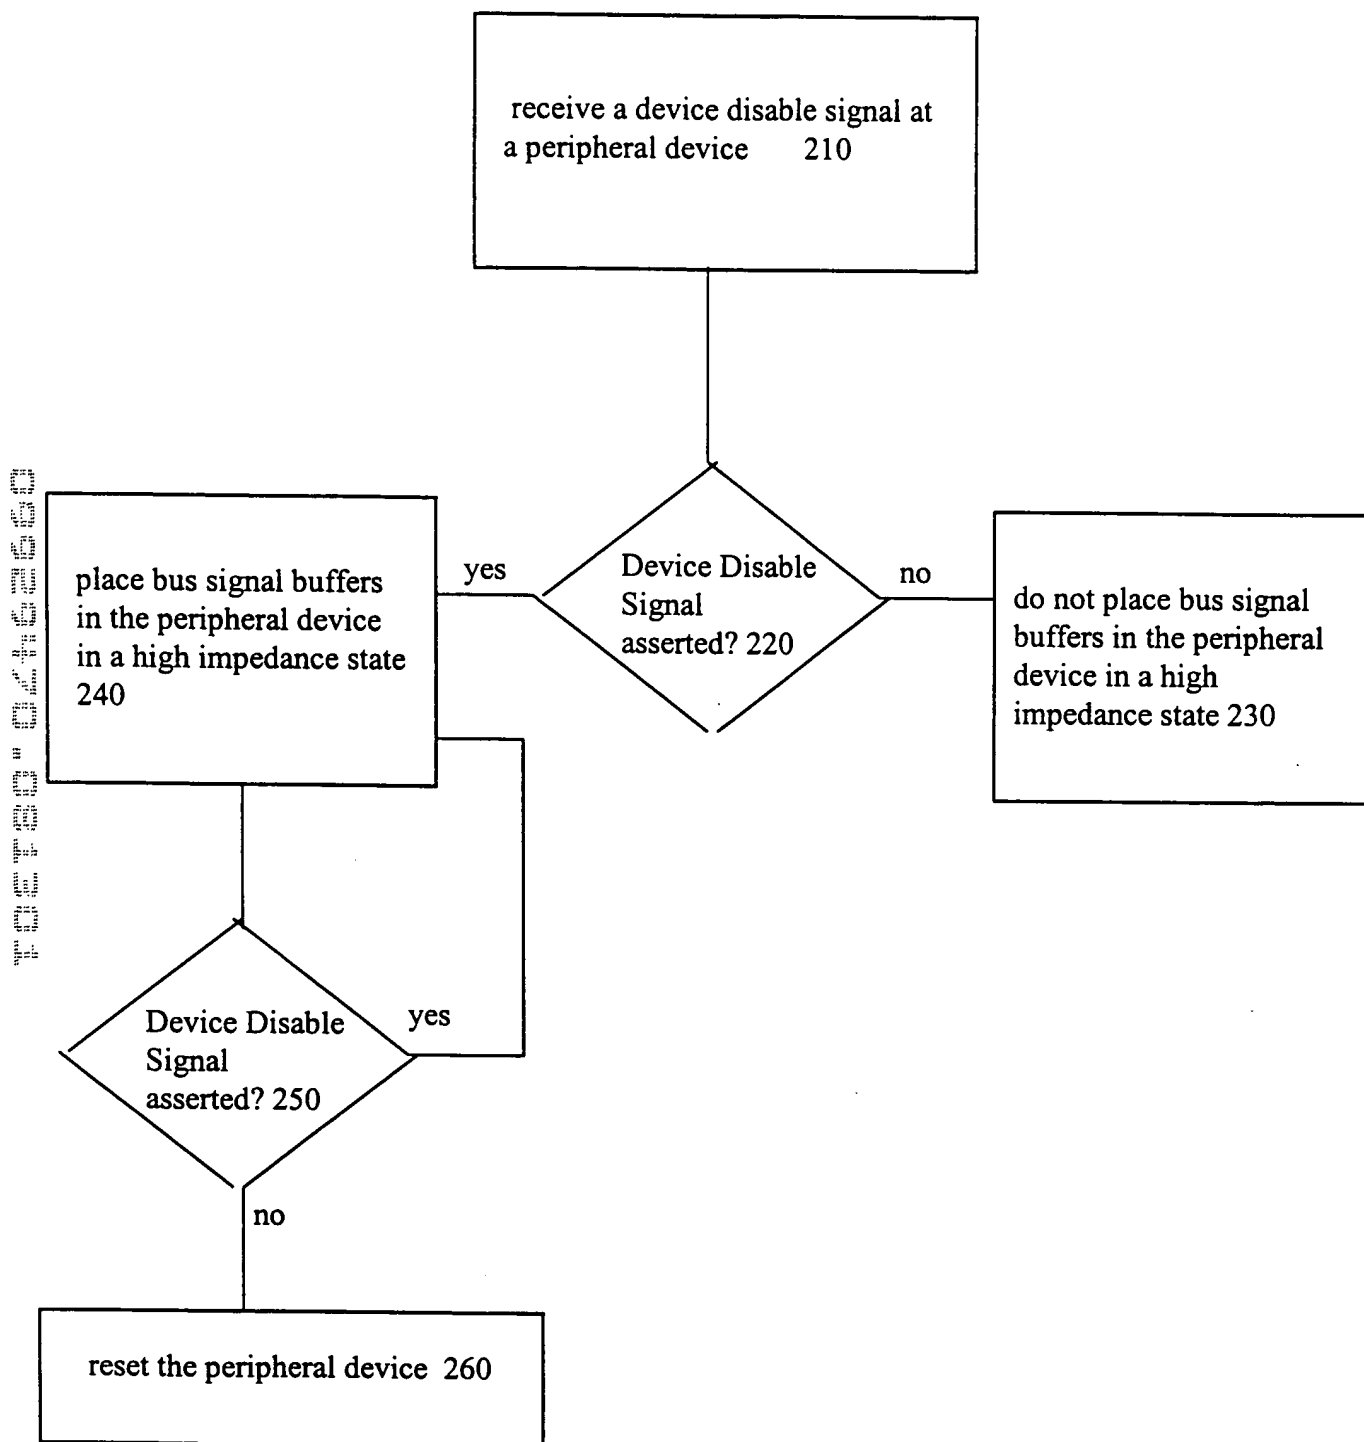 receive a device disable signal at
a peripheral device 210
place bus signal buffers
in the peripheral device
in a high impedance state
240
yes
Device Disable
Signal
asserted? 220
no
do not place bus signal
buffers in the peripheral
device in a high
impedance state 230
Device Disable
Signal
asserted? 250
yes
no
reset the peripheral device 260